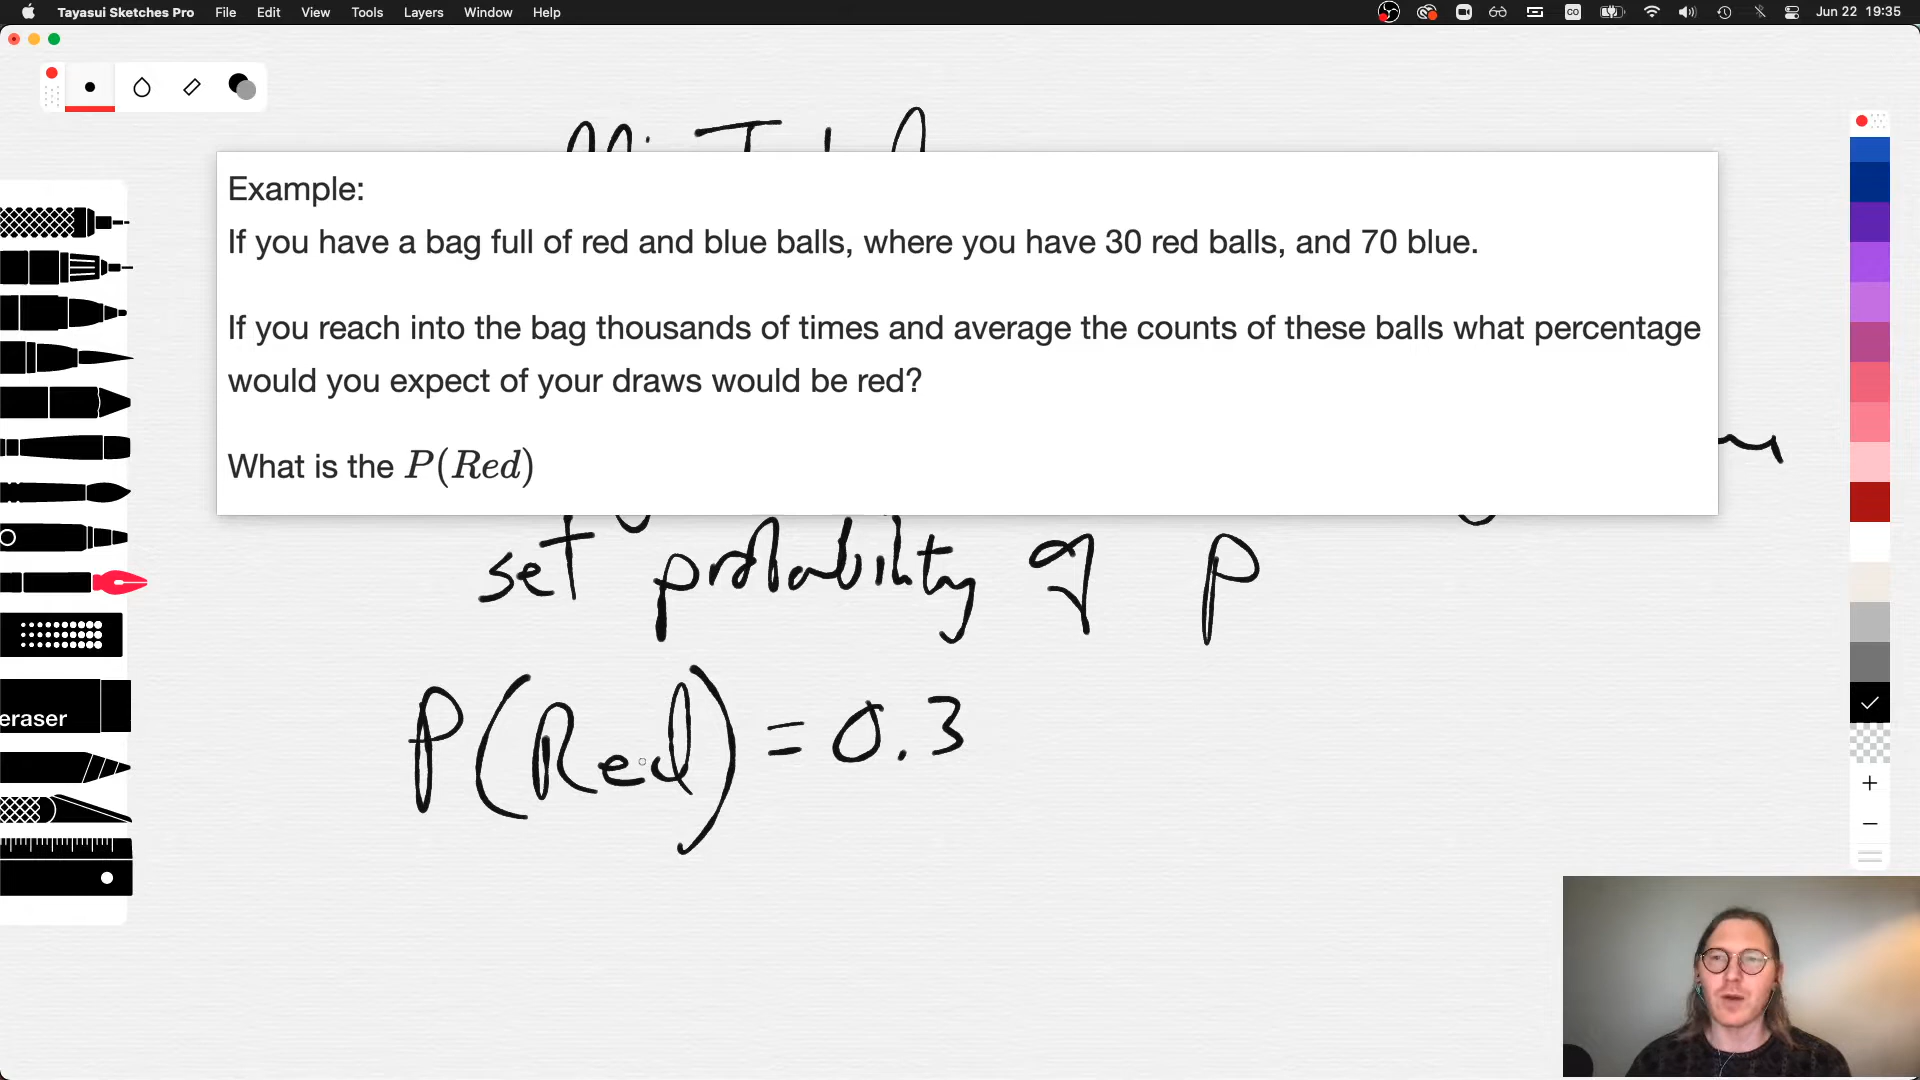 Tayasui Sketches Pro File Edit View Tools Layers Window Help Jun 22 19:35
Example:
If you have a bag full of red and blue balls, where you have 30 red balls, and 70 blue.
If you reach into the bag thousands of times and average the counts of these balls what percentage
would you expect of your draws would be red?
What is the P(Red)
set probability of p
P(Red) = 0.3
eraser